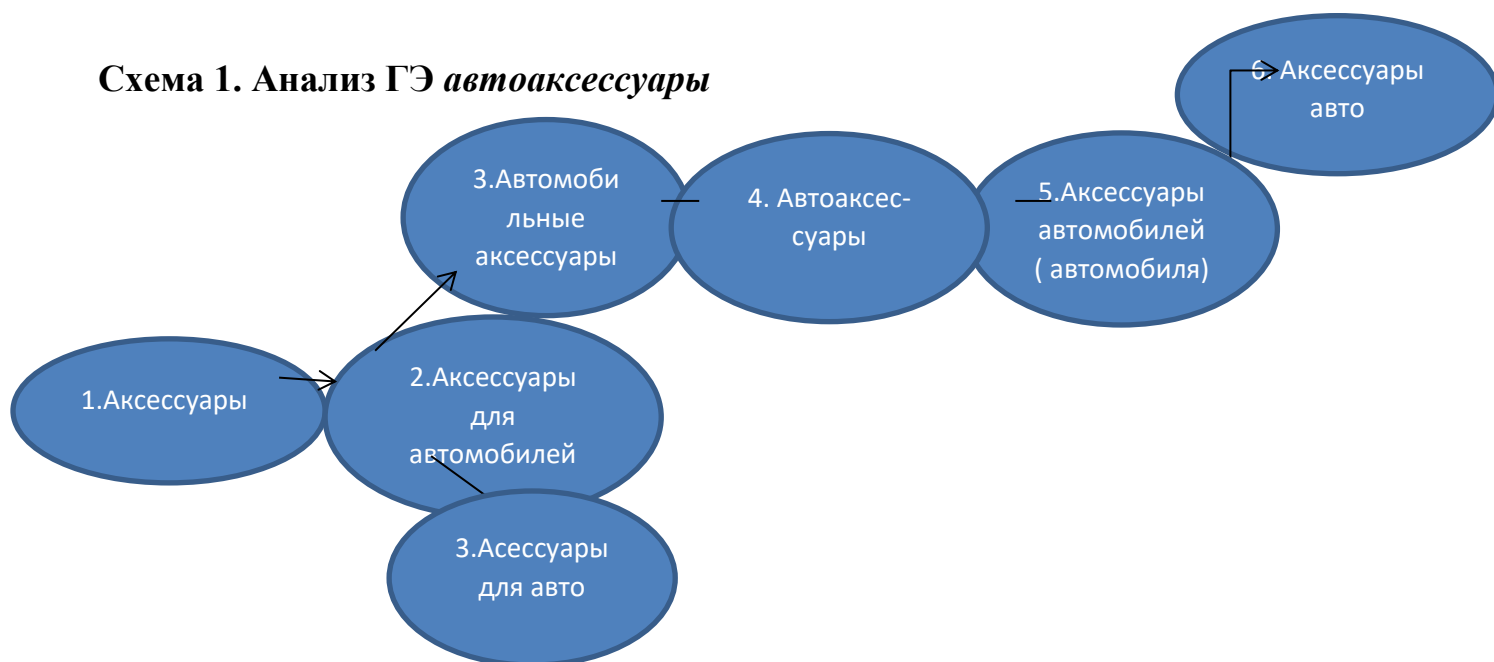 Схема 1. Анализ ГЭ автоаксессуары
1.Аксессуары
2.Аксессуары
для
автомобилей
3.Автомоби
льные
аксессуары
3.Асессуары
для авто
4. Автоаксес-
суары
5.Аксессуары
автомобилей
( автомобиля)
6. Аксессуары
авто